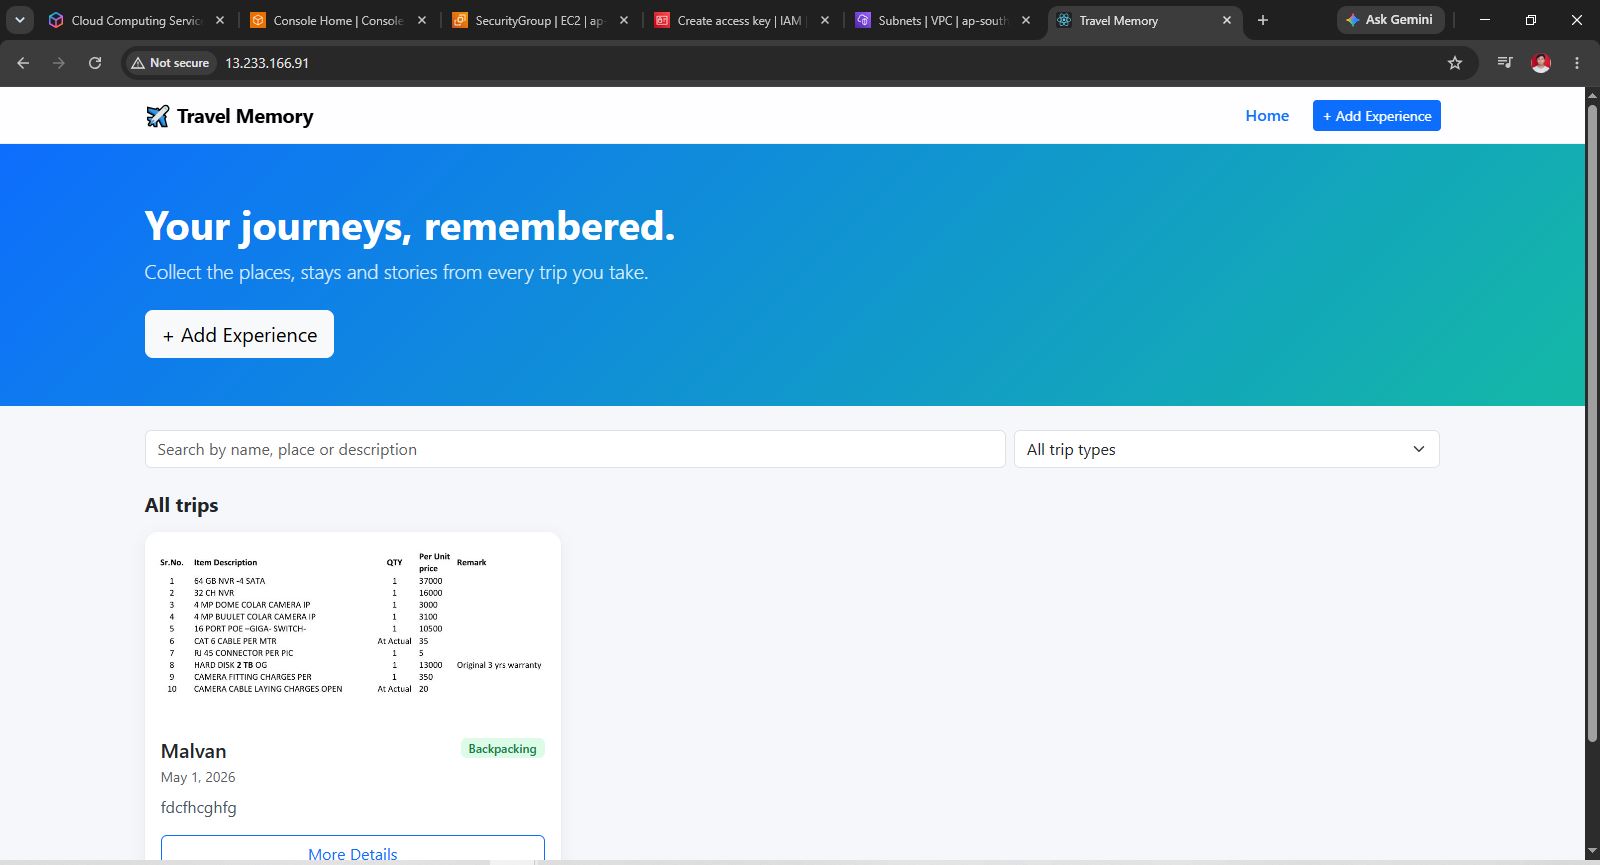 Cloud Computing Servic
Console Home | Console
SecurityGroup | EC2 | ap-
Create access key | IAM
Subnets | VPC | ap-south
Travel Memory
Ask Gemini
Not secure
13.233.166.91
Travel Memory
Home
+ Add Experience
Your journeys, remembered.
Collect the places, stays and stories from every trip you take.
+ Add Experience
Search by name, place or description
All trip types
All trips
Sr.No. Item Description QTY Per Unit price Remark
1 64 GB NVR -4 SATA 1 37000
2 32 CH NVR 1 16000
3 4 MP DOME COLAR CAMERA IP 1 3000
4 4 MP BUULET COLAR CAMERA IP 1 3100
5 16 PORT POE –GIGA- SWITCH- 1 10500
6 CAT 6 CABLE PER MTR At Actual 35
7 RJ 45 CONNECTOR PER PIC 1 5
8 HARD DISK 2 TB OG 1 13000 Original 3 yrs warranty
9 CAMERA FITTING CHARGES PER 1 350
10 CAMERA CABLE LAYING CHARGES OPEN At Actual 20
Malvan
Backpacking
May 1, 2026
fdcfhcghfg
More Details